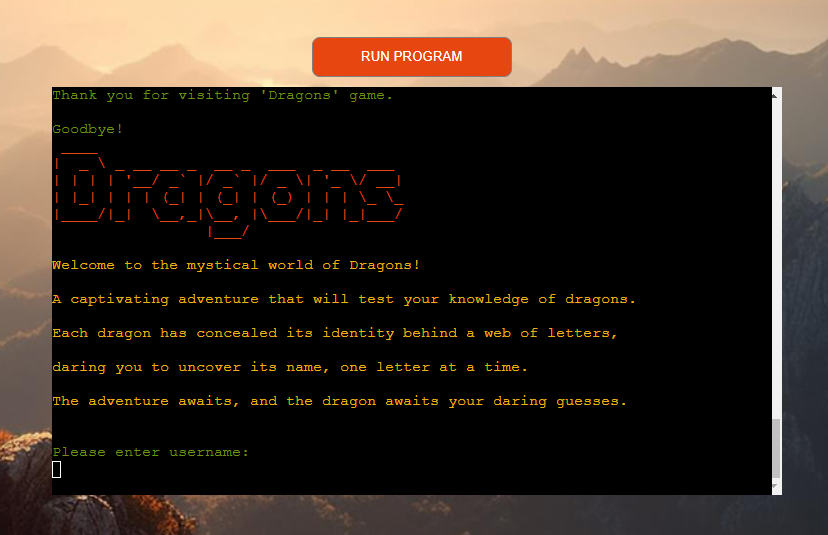 RUN PROGRAM
Thank you for visiting 'Dragons' game.
Goodbye!
Dragons
Welcome to the mystical world of Dragons!
A captivating adventure that will test your knowledge of dragons.
Each dragon has concealed its identity behind a web of letters,
daring you to uncover its name, one letter at a time.
The adventure awaits, and the dragon awaits your daring guesses.
Please enter username: